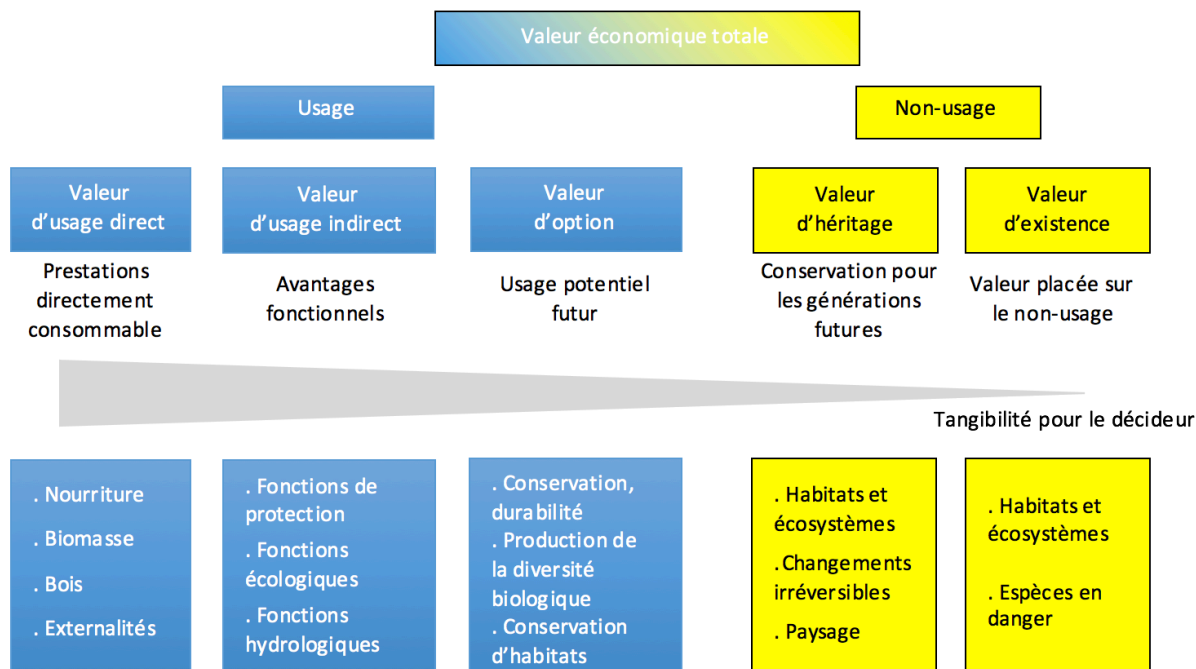 Valeur économique totale
Usage
Non-usage
Valeur
d'usage direct
Valeur
d'usage indirect
Valeur
d'option
Valeur
d'héritage
Valeur
d'existence
Prestations
directement
consommable
Avantages
fonctionnels
Usage potentiel
futur
Conservation pour
les générations
futures
Valeur placée sur
le non-usage
Tangibilité pour le décideur
. Nourriture
. Biomasse
. Bois
. Externalités
. Fonctions de
protection
. Fonctions
écologiques
. Fonctions
hydrologiques
. Conservation,
durabilité
. Production de
la diversité
biologique
. Conservation
d'habitats
. Habitats et
écosystèmes
.Changements
irréversibles
. Paysage
. Habitats et
écosystèmes
. Espèces en
danger